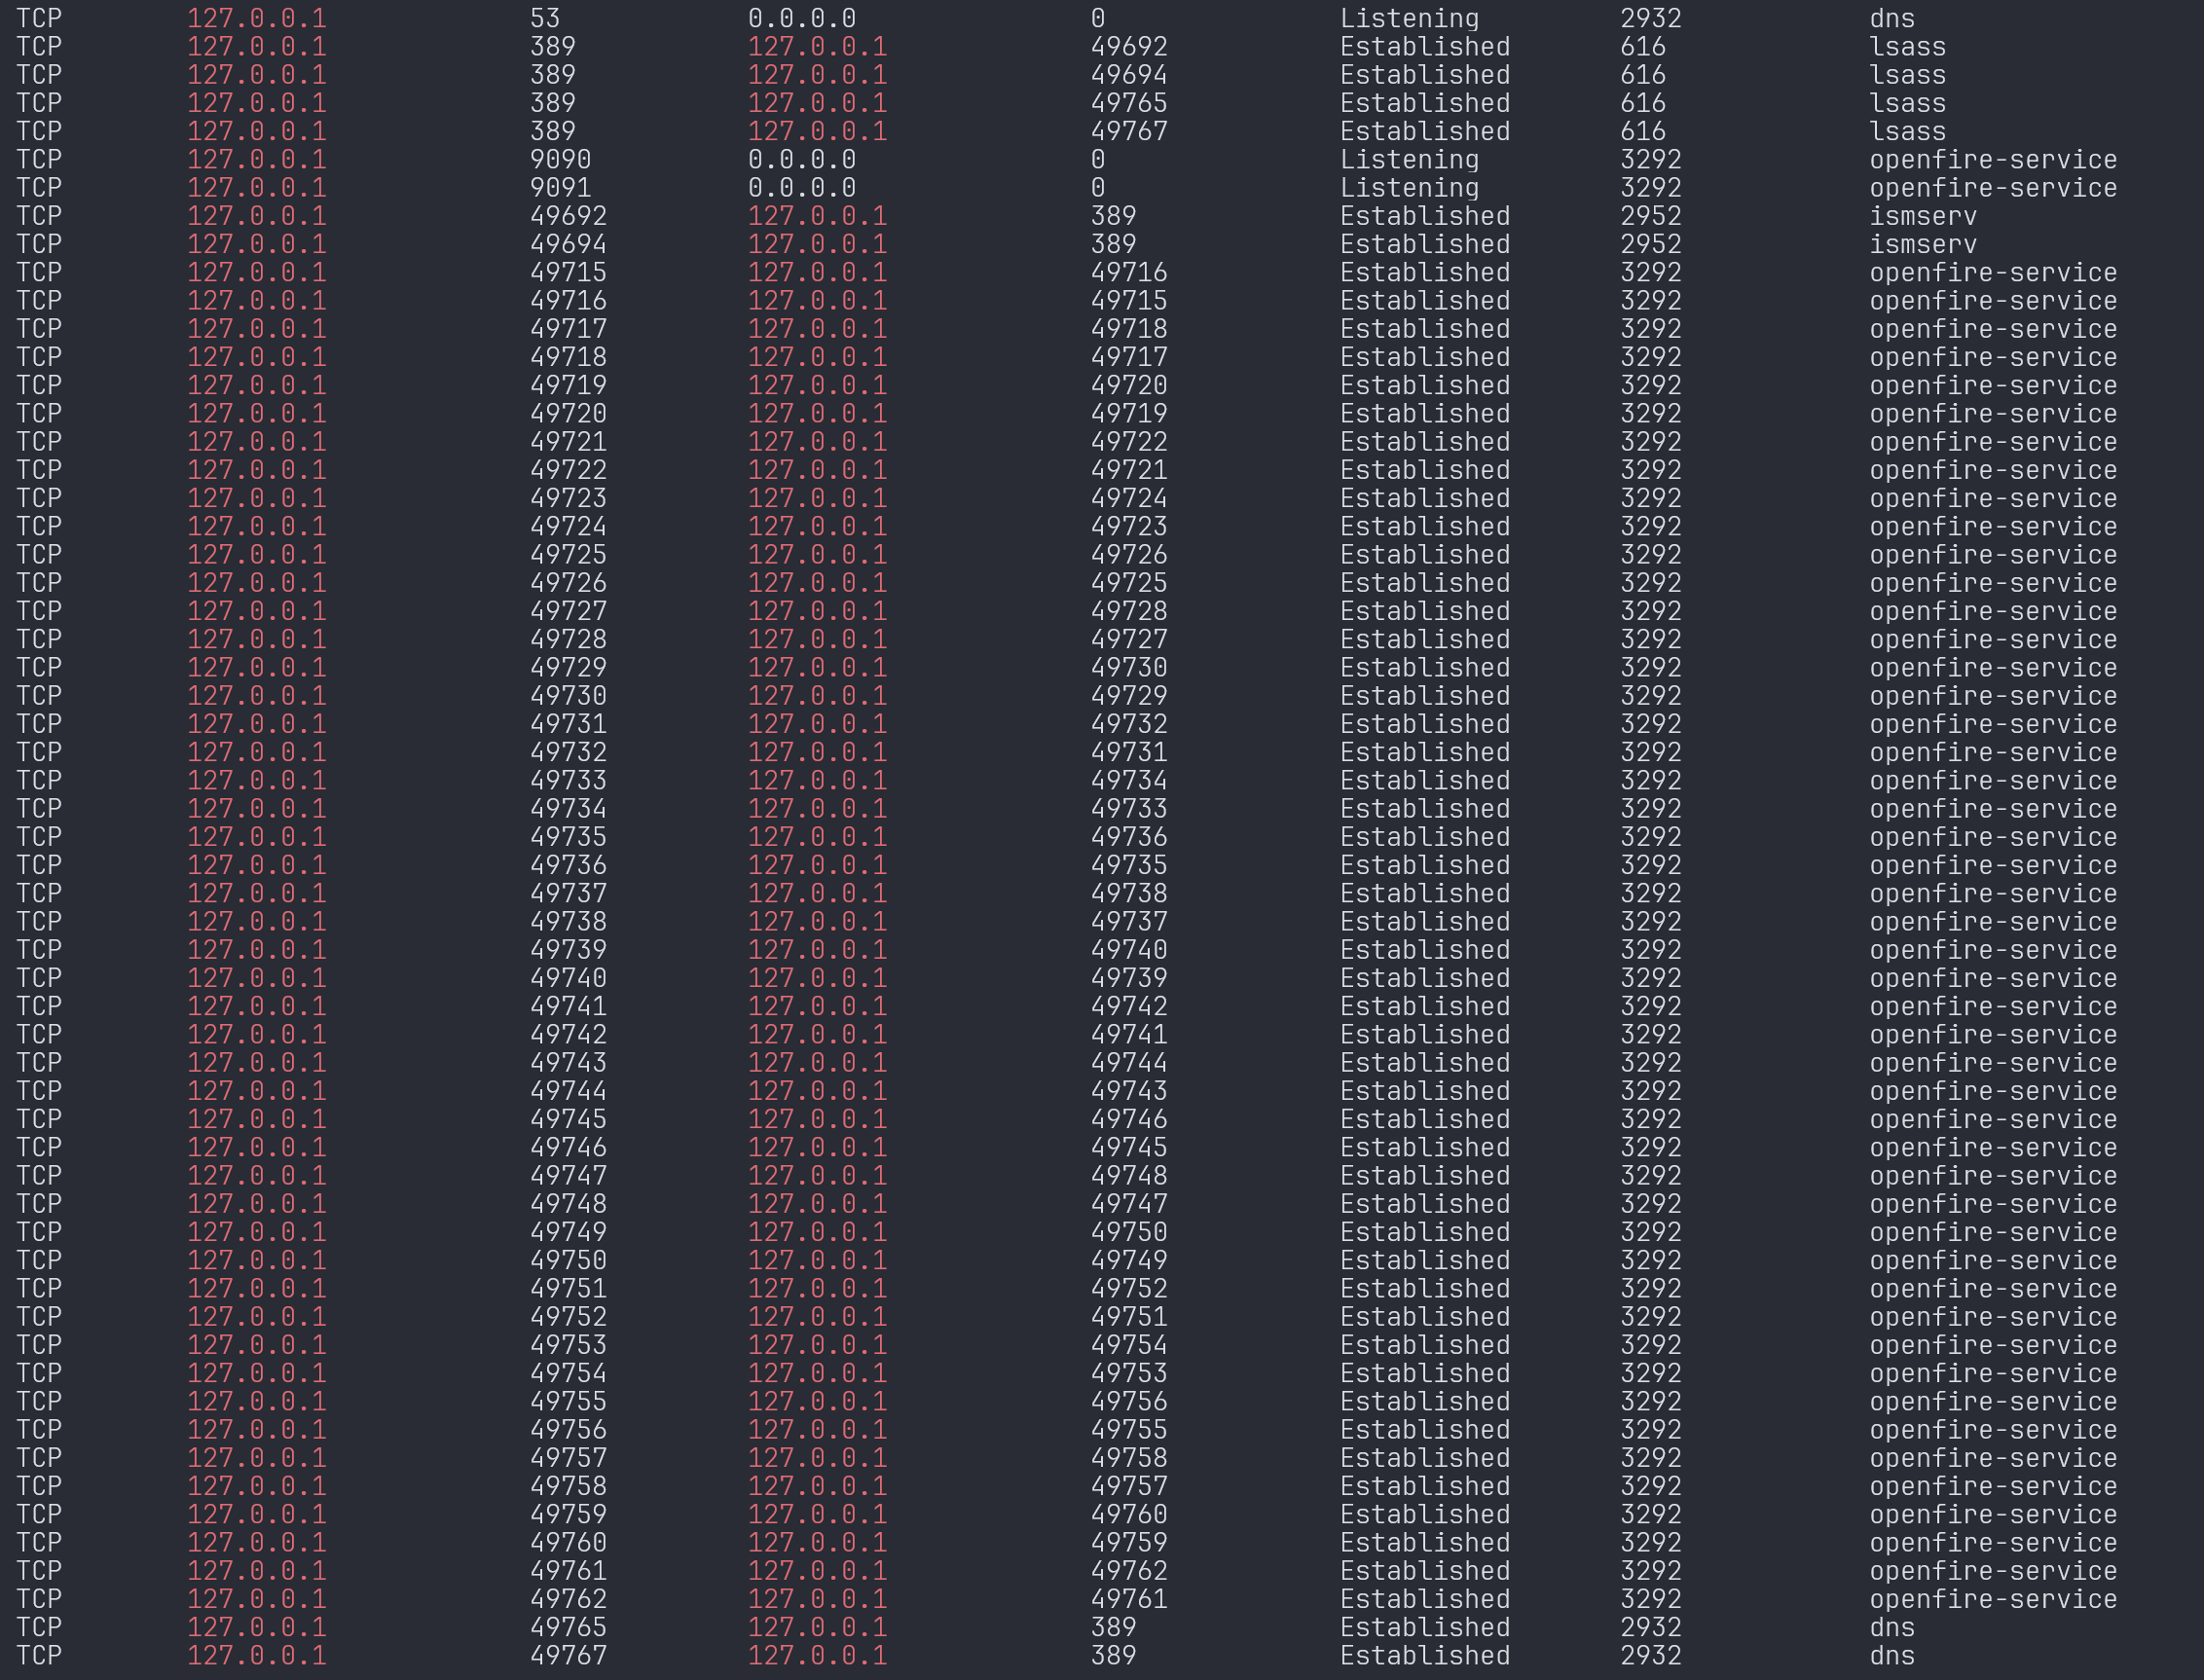 TCP 127.0.0.1 53 0.0.0.0 0 Listening 2932 dns
TCP 127.0.0.1 389 127.0.0.1 49692 Established 616 lsass
TCP 127.0.0.1 389 127.0.0.1 49694 Established 616 lsass
TCP 127.0.0.1 389 127.0.0.1 49765 Established 616 lsass
TCP 127.0.0.1 389 127.0.0.1 49767 Established 616 lsass
TCP 127.0.0.1 9090 0.0.0.0 0 Listening 3292 openfire-service
TCP 127.0.0.1 9091 0.0.0.0 0 Listening 3292 openfire-service
TCP 127.0.0.1 49692 127.0.0.1 389 Established 2952 ismserv
TCP 127.0.0.1 49694 127.0.0.1 389 Established 2952 ismserv
TCP 127.0.0.1 49715 127.0.0.1 49716 Established 3292 openfire-service
TCP 127.0.0.1 49716 127.0.0.1 49715 Established 3292 openfire-service
TCP 127.0.0.1 49717 127.0.0.1 49718 Established 3292 openfire-service
TCP 127.0.0.1 49718 127.0.0.1 49717 Established 3292 openfire-service
TCP 127.0.0.1 49719 127.0.0.1 49720 Established 3292 openfire-service
TCP 127.0.0.1 49720 127.0.0.1 49719 Established 3292 openfire-service
TCP 127.0.0.1 49721 127.0.0.1 49722 Established 3292 openfire-service
TCP 127.0.0.1 49722 127.0.0.1 49721 Established 3292 openfire-service
TCP 127.0.0.1 49723 127.0.0.1 49724 Established 3292 openfire-service
TCP 127.0.0.1 49724 127.0.0.1 49723 Established 3292 openfire-service
TCP 127.0.0.1 49725 127.0.0.1 49726 Established 3292 openfire-service
TCP 127.0.0.1 49726 127.0.0.1 49725 Established 3292 openfire-service
TCP 127.0.0.1 49727 127.0.0.1 49728 Established 3292 openfire-service
TCP 127.0.0.1 49728 127.0.0.1 49727 Established 3292 openfire-service
TCP 127.0.0.1 49729 127.0.0.1 49730 Established 3292 openfire-service
TCP 127.0.0.1 49730 127.0.0.1 49729 Established 3292 openfire-service
TCP 127.0.0.1 49731 127.0.0.1 49732 Established 3292 openfire-service
TCP 127.0.0.1 49732 127.0.0.1 49731 Established 3292 openfire-service
TCP 127.0.0.1 49733 127.0.0.1 49734 Established 3292 openfire-service
TCP 127.0.0.1 49734 127.0.0.1 49733 Established 3292 openfire-service
TCP 127.0.0.1 49735 127.0.0.1 49736 Established 3292 openfire-service
TCP 127.0.0.1 49736 127.0.0.1 49735 Established 3292 openfire-service
TCP 127.0.0.1 49737 127.0.0.1 49738 Established 3292 openfire-service
TCP 127.0.0.1 49738 127.0.0.1 49737 Established 3292 openfire-service
TCP 127.0.0.1 49739 127.0.0.1 49740 Established 3292 openfire-service
TCP 127.0.0.1 49740 127.0.0.1 49739 Established 3292 openfire-service
TCP 127.0.0.1 49741 127.0.0.1 49742 Established 3292 openfire-service
TCP 127.0.0.1 49742 127.0.0.1 49741 Established 3292 openfire-service
TCP 127.0.0.1 49743 127.0.0.1 49744 Established 3292 openfire-service
TCP 127.0.0.1 49744 127.0.0.1 49743 Established 3292 openfire-service
TCP 127.0.0.1 49745 127.0.0.1 49746 Established 3292 openfire-service
TCP 127.0.0.1 49746 127.0.0.1 49745 Established 3292 openfire-service
TCP 127.0.0.1 49747 127.0.0.1 49748 Established 3292 openfire-service
TCP 127.0.0.1 49748 127.0.0.1 49747 Established 3292 openfire-service
TCP 127.0.0.1 49749 127.0.0.1 49750 Established 3292 openfire-service
TCP 127.0.0.1 49750 127.0.0.1 49749 Established 3292 openfire-service
TCP 127.0.0.1 49751 127.0.0.1 49752 Established 3292 openfire-service
TCP 127.0.0.1 49752 127.0.0.1 49751 Established 3292 openfire-service
TCP 127.0.0.1 49753 127.0.0.1 49754 Established 3292 openfire-service
TCP 127.0.0.1 49754 127.0.0.1 49753 Established 3292 openfire-service
TCP 127.0.0.1 49755 127.0.0.1 49756 Established 3292 openfire-service
TCP 127.0.0.1 49756 127.0.0.1 49755 Established 3292 openfire-service
TCP 127.0.0.1 49757 127.0.0.1 49758 Established 3292 openfire-service
TCP 127.0.0.1 49758 127.0.0.1 49757 Established 3292 openfire-service
TCP 127.0.0.1 49759 127.0.0.1 49760 Established 3292 openfire-service
TCP 127.0.0.1 49760 127.0.0.1 49759 Established 3292 openfire-service
TCP 127.0.0.1 49761 127.0.0.1 49762 Established 3292 openfire-service
TCP 127.0.0.1 49762 127.0.0.1 49761 Established 3292 openfire-service
TCP 127.0.0.1 49765 127.0.0.1 389 Established 2932 dns
TCP 127.0.0.1 49767 127.0.0.1 389 Established 2932 dns